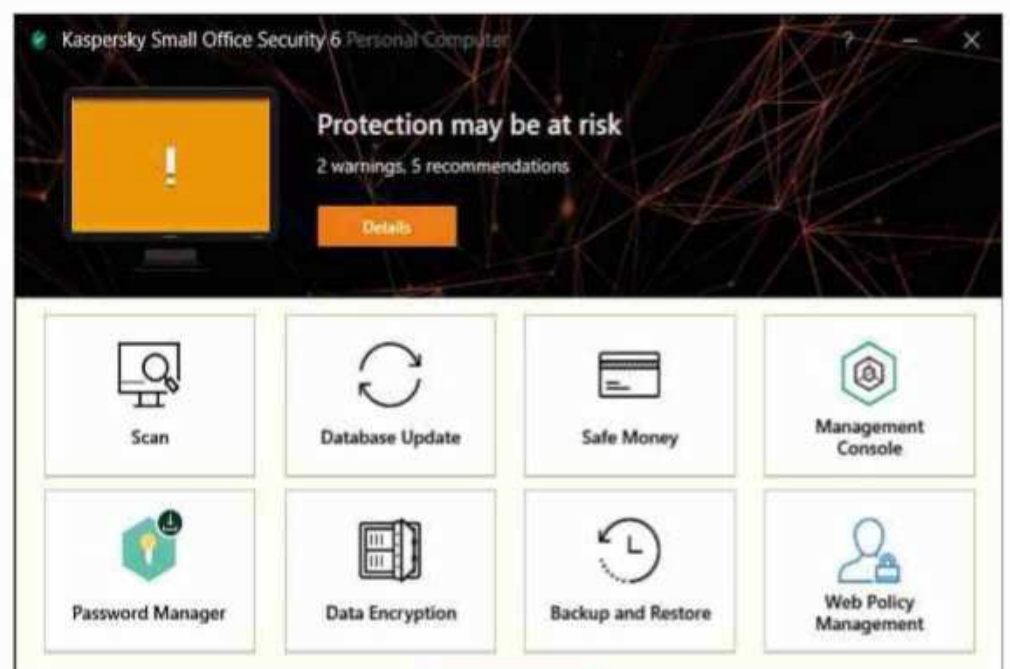 Kaspersky Small Office Security 6 Personal Computer
?
!
Protection may be at risk
2 warnings, 5 recommendations
Details
Scan
Database Update
Safe Money
Management
Console
Password Manager
Data Encryption
Backup and Restore
Web Policy
Management